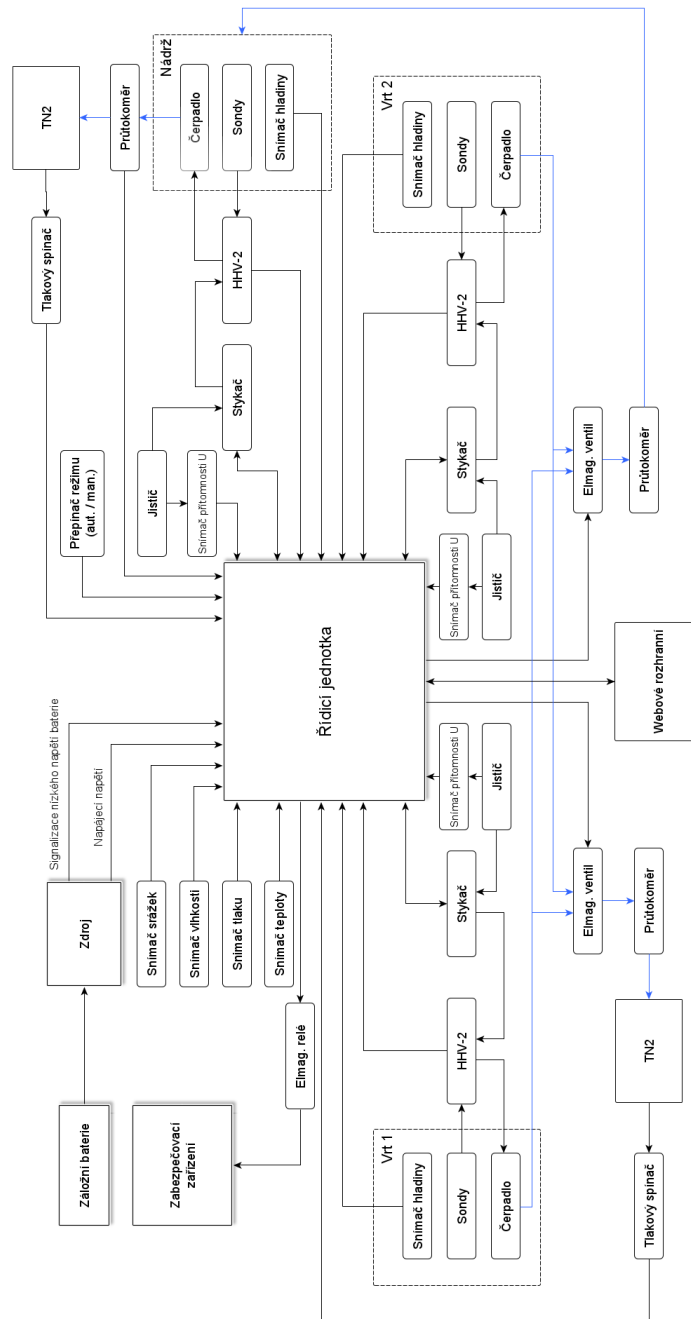 Záložní baterie
Zdroj
Signalizace nízkého napětí baterie
Napájecí napětí
Přepínač režimu
(aut. / man.)
Tlakový spínač
TN2
Zabezpečovací
zařízení
Snímač srážek
Snímač vlhkosti
Snímač tlaku
Snímač teploty
Elmag. relé
Jistič
Snímač přítomnosti U
Stykač
HHV-2
Průtokoměr
Nádrž
Čerpadlo
Sondy
Snímač hladiny
Řídicí jednotka
Vrt 1
Snímač hladiny
Sondy
Čerpadlo
HHV-2
Stykač
Snímač přítomnosti U
Jistič
Snímač přítomnosti U
Jistič
Stykač
HHV-2
Vrt 2
Snímač hladiny
Sondy
Čerpadlo
Elmag. ventil
Elmag. ventil
Tlakový spínač
TN2
Průtokoměr
Webové rozhranní
Průtokoměr